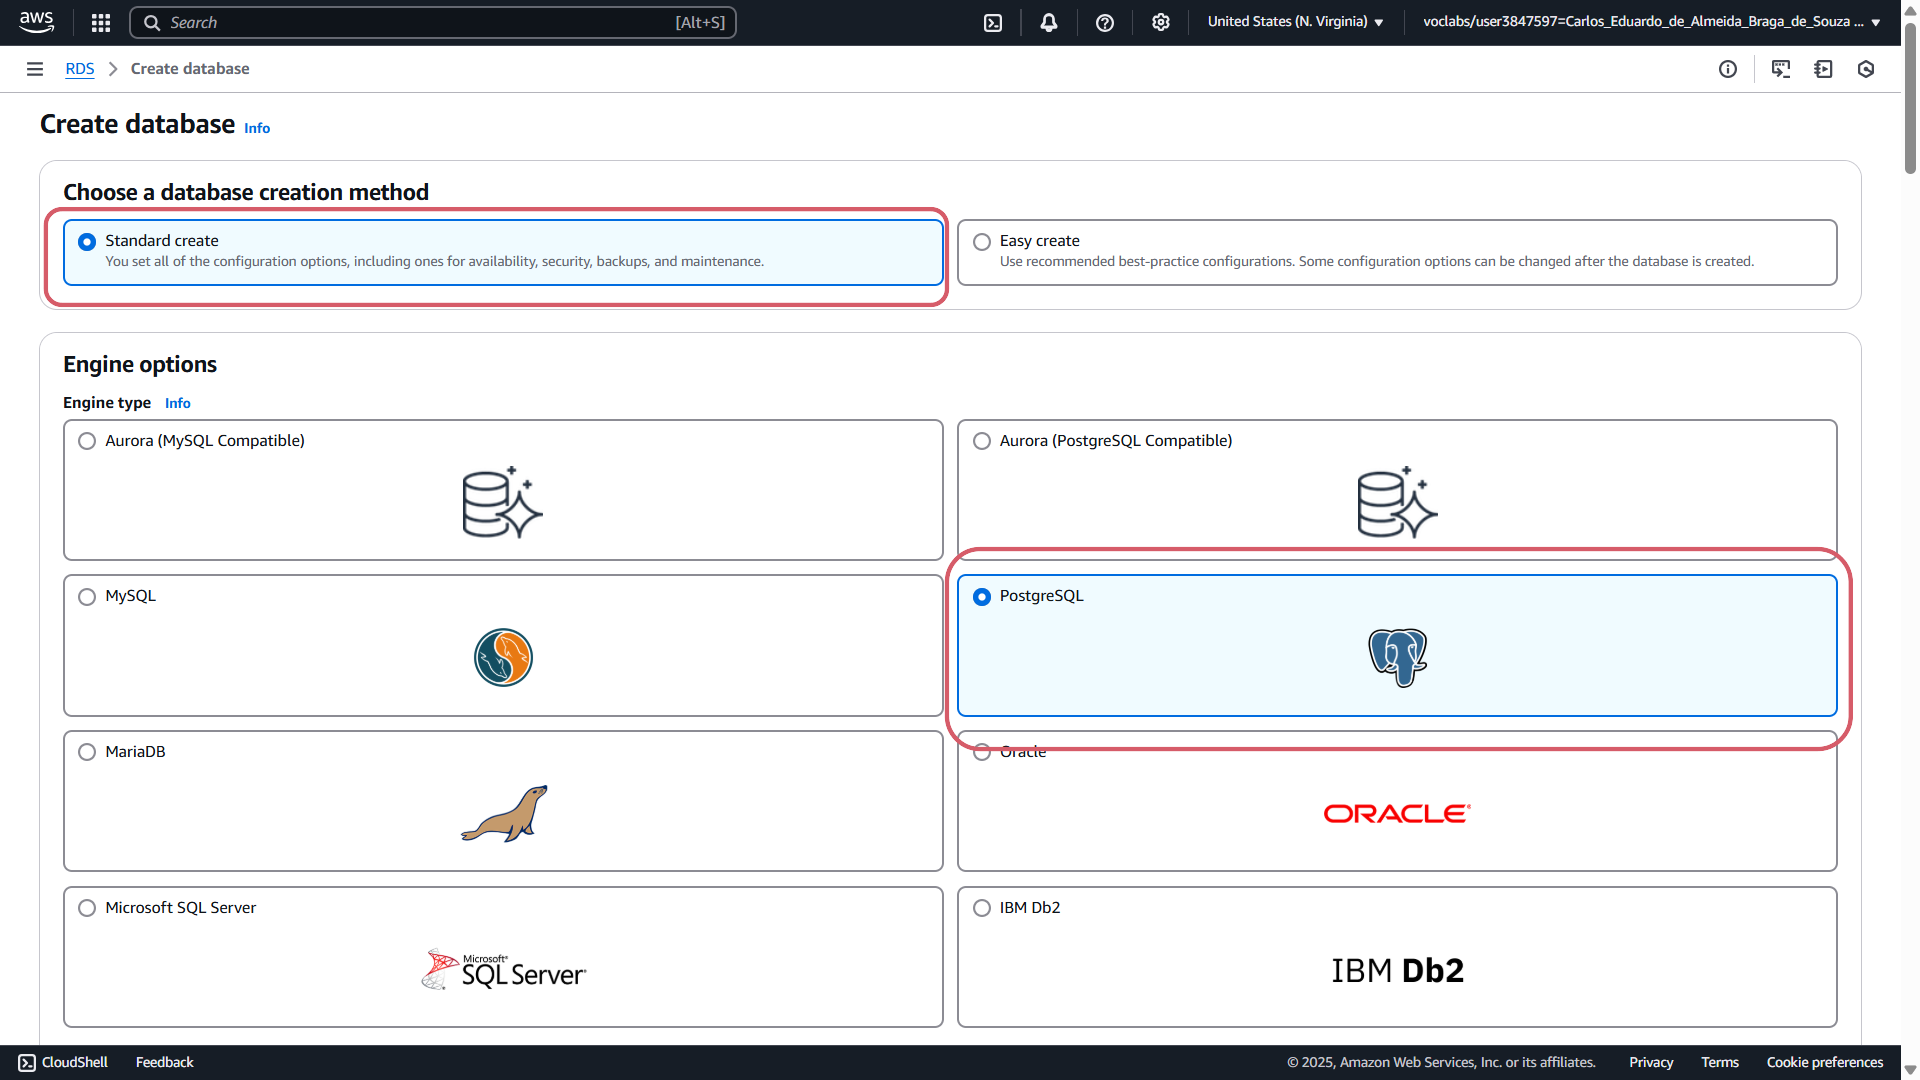 aws
Search [Alt+S]
United States (N. Virginia)
voclabs/user3847597=Carlos_Eduardo_de_Almeida_Braga_de_Souza ...
RDS
Create database
Create database Info
Choose a database creation method
Standard create
You set all of the configuration options, including ones for availability, security, backups, and maintenance.
Easy create
Use recommended best-practice configurations. Some configuration options can be changed after the database is created.
Engine options
Engine type Info
Aurora (MySQL Compatible)
Aurora (PostgreSQL Compatible)
MySQL
PostgreSQL
MariaDB
Oracle
ORACLE®
Microsoft SQL Server
Microsoft®
SQL Server®
IBM Db2
IBM Db2
CloudShell
Feedback
© 2025, Amazon Web Services, Inc. or its affiliates.
Privacy
Terms
Cookie preferences